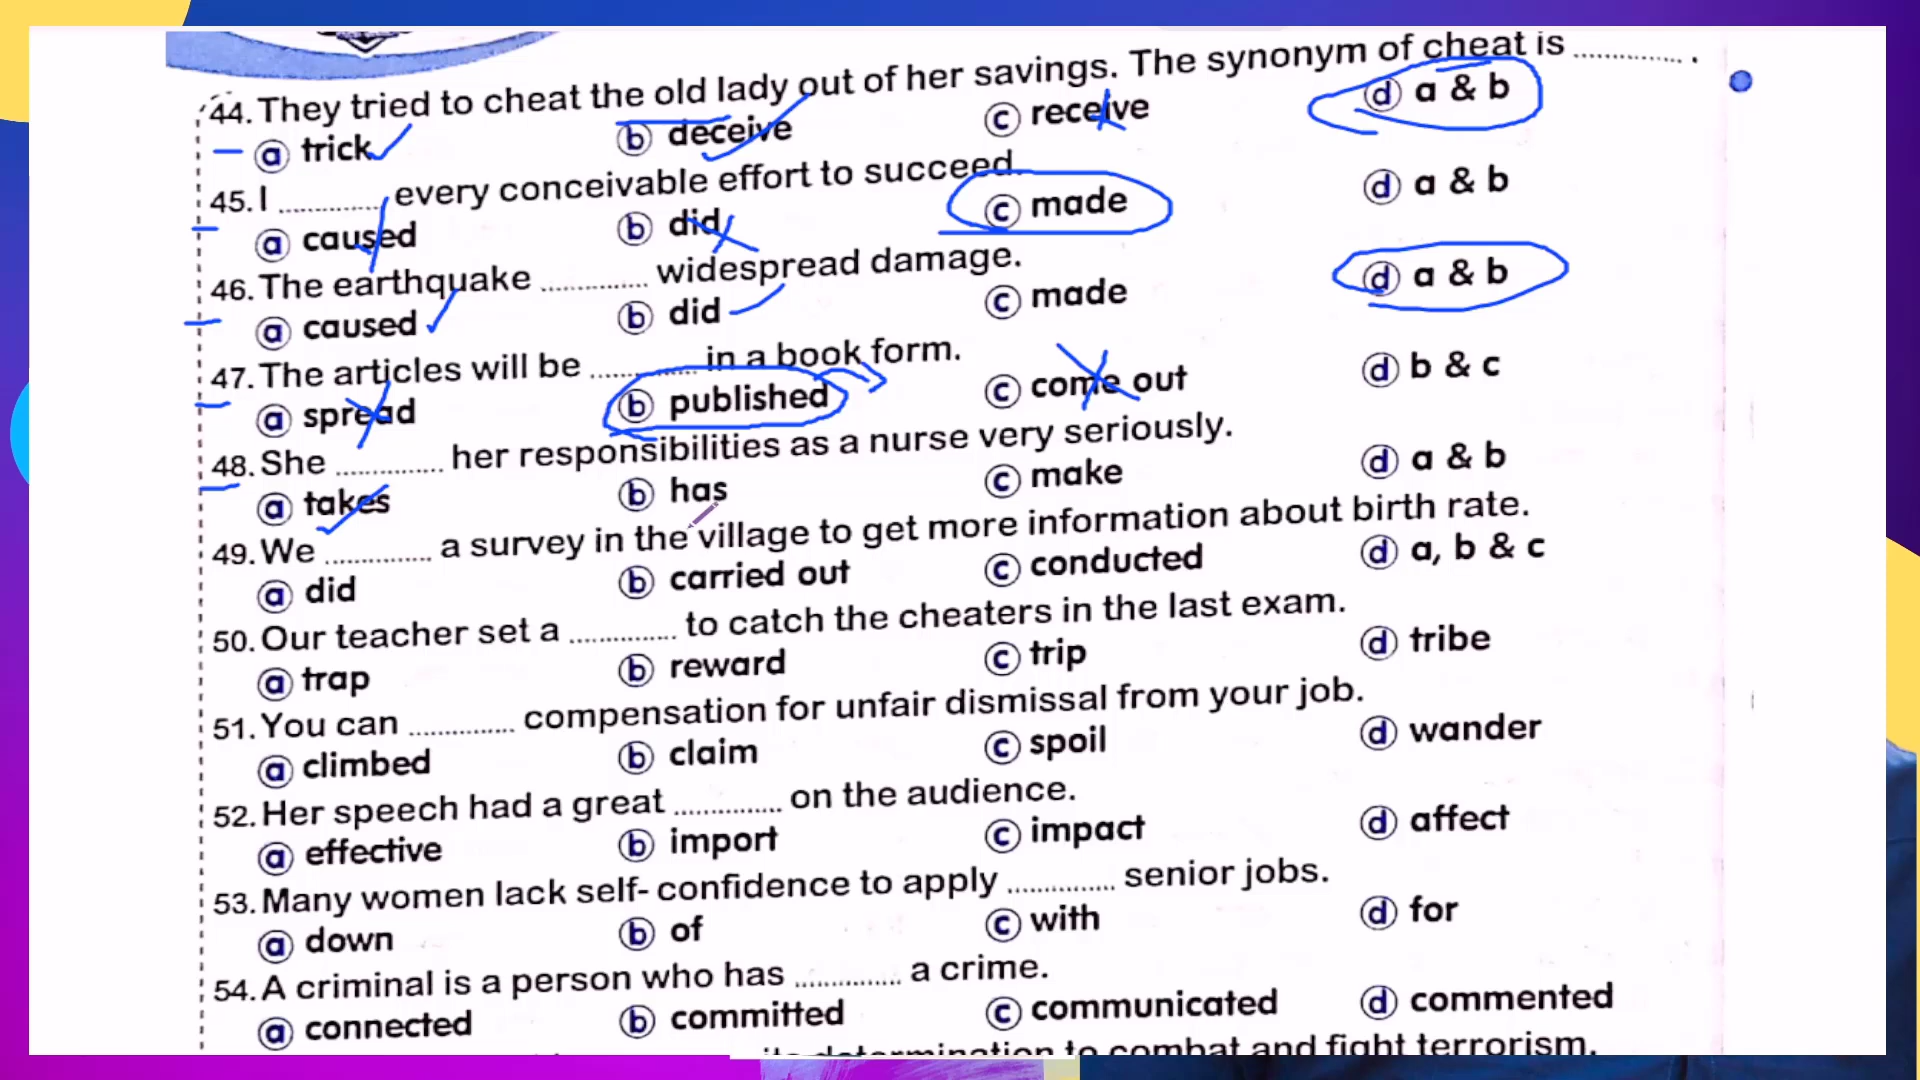 44. They tried to cheat the old lady out of her savings. The synonym of cheat is .............. .
ⓐ trick ⓑ deceive ⓒ receive ⓓ a & b
45. I .............. every conceivable effort to succeed.
ⓐ caused ⓑ did ⓒ made ⓓ a & b
46. The earthquake .............. widespread damage.
ⓐ caused ⓑ did ⓒ made ⓓ a & b
47. The articles will be .............. in a book form.
ⓐ spread ⓑ published ⓒ come out ⓓ b & c
48. She .............. her responsibilities as a nurse very seriously.
ⓐ takes ⓑ has ⓒ make ⓓ a & b
49. We .............. a survey in the village to get more information about birth rate.
ⓐ did ⓑ carried out ⓒ conducted ⓓ a, b & c
50. Our teacher set a .............. to catch the cheaters in the last exam.
ⓐ trap ⓑ reward ⓒ trip ⓓ tribe
51. You can .............. compensation for unfair dismissal from your job.
ⓐ climbed ⓑ claim ⓒ spoil ⓓ wander
52. Her speech had a great .............. on the audience.
ⓐ effective ⓑ import ⓒ impact ⓓ affect
53. Many women lack self- confidence to apply .............. senior jobs.
ⓐ down ⓑ of ⓒ with ⓓ for
54. A criminal is a person who has .............. a crime.
ⓐ connected ⓑ committed ⓒ communicated ⓓ commented
its determination to combat and fight terrorism.